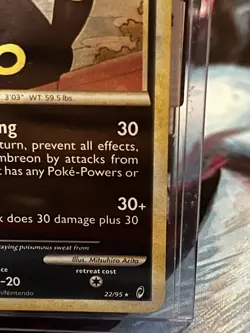 : 3'03" WT: 59.5 lbs.
ng 30
turn, prevent all effects,
mbreon by attacks from
t has any Poké-Powers or
30+
k does 30 damage plus 30
aying poisonous sweat from
Illus. Mitsuhiro Arita
nce
retreat cost
-20
/Nintendo
22/95 ★